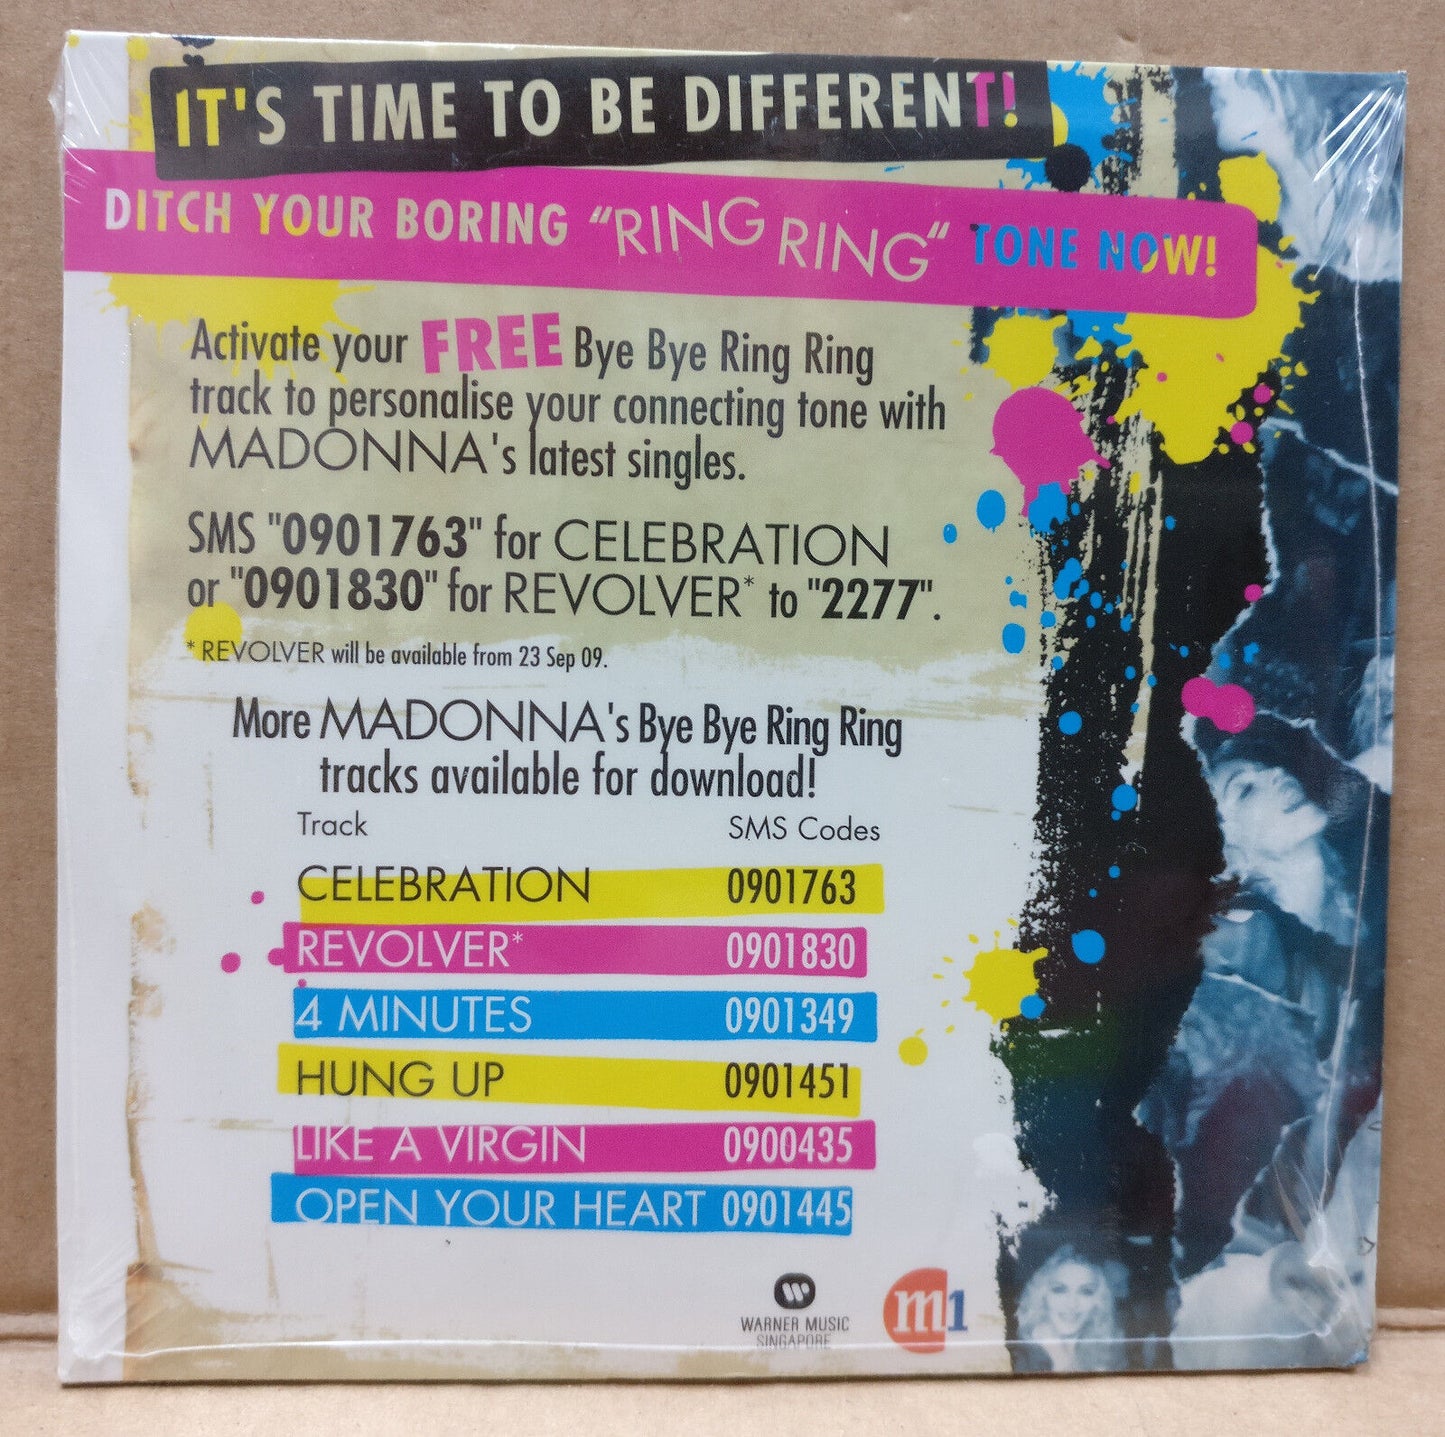 IT'S TIME TO BE DIFFERENT!
DITCH YOUR BORING "RING RING" TONE NOW!
Activate your FREE Bye Bye Ring Ring
track to personalise your connecting tone with
MADONNA's latest singles.
SMS "0901763" for CELEBRATION
or "0901830" for REVOLVER* to "2277".
* REVOLVER will be available from 23 Sep 09.
More MADONNA's Bye Bye Ring Ring
tracks available for download!
Track SMS Codes
CELEBRATION 0901763
REVOLVER* 0901830
4 MINUTES 0901349
HUNG UP 0901451
LIKE A VIRGIN 0900435
OPEN YOUR HEART 0901445
WARNER MUSIC
SINGAPORE
m1